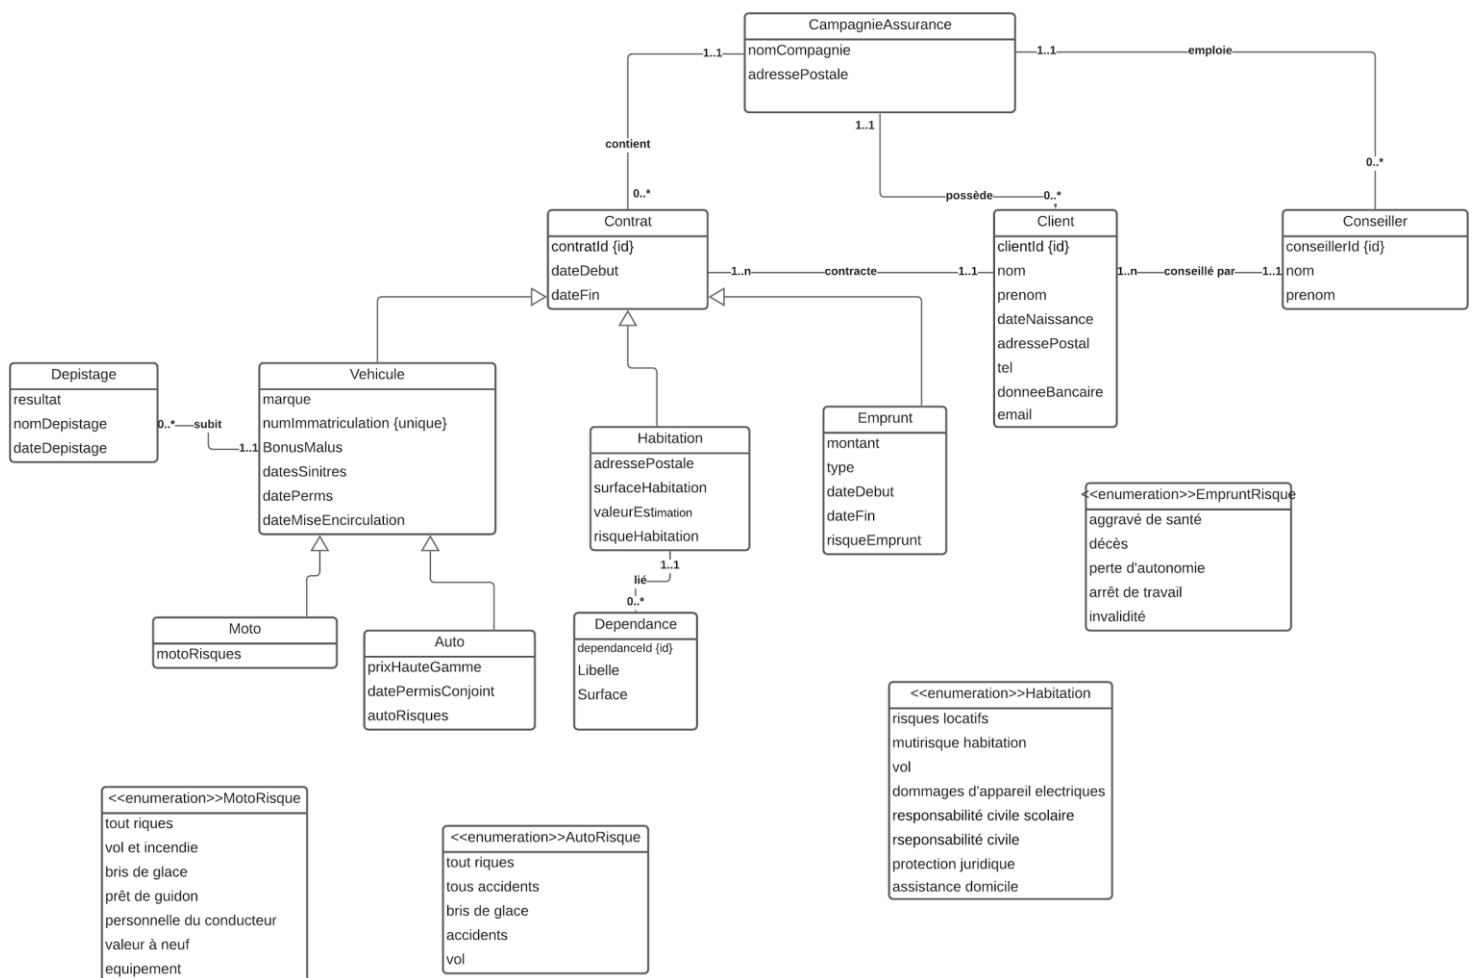 CampagnieAssurance
nomCompagnie
adressePostale
1..1
1..1
emploie
1..1
contient
0..*
0..*
possède
0..*
Contrat
contratId {id}
dateDebut
dateFin
1..n
contracte
1..1
Client
clientId {id}
nom
prenom
dateNaissance
adressePostal
tel
donneeBancaire
email
1..n
conseillé par
1..1
Conseiller
conseillerId {id}
nom
prenom
Depistage
resultat
nomDepistage
dateDepistage
0..*
subit
1..1
Vehicule
marque
numImmatriculation {unique}
BonusMalus
datesSinitres
datePerms
dateMiseEncirculation
Habitation
adressePostale
surfaceHabitation
valeurEstimation
risqueHabitation
Emprunt
montant
type
dateDebut
dateFin
risqueEmprunt
<<enumeration>>EmpruntRisque
aggravé de santé
décès
perte d'autonomie
arrêt de travail
invalidité
1..1
lié
0..*
Moto
motoRisques
Auto
prixHauteGamme
datePermisConjoint
autoRisques
Dependance
dependanceId {id}
Libelle
Surface
<<enumeration>>Habitation
risques locatifs
mutirisque habitation
vol
dommages d'appareil electriques
responsabilité civile scolaire
rseponsabilité civile
protection juridique
assistance domicile
<<enumeration>>MotoRisque
tout riques
vol et incendie
bris de glace
prêt de guidon
personnelle du conducteur
valeur à neuf
equipement
<<enumeration>>AutoRisque
tout riques
tous accidents
bris de glace
accidents
vol